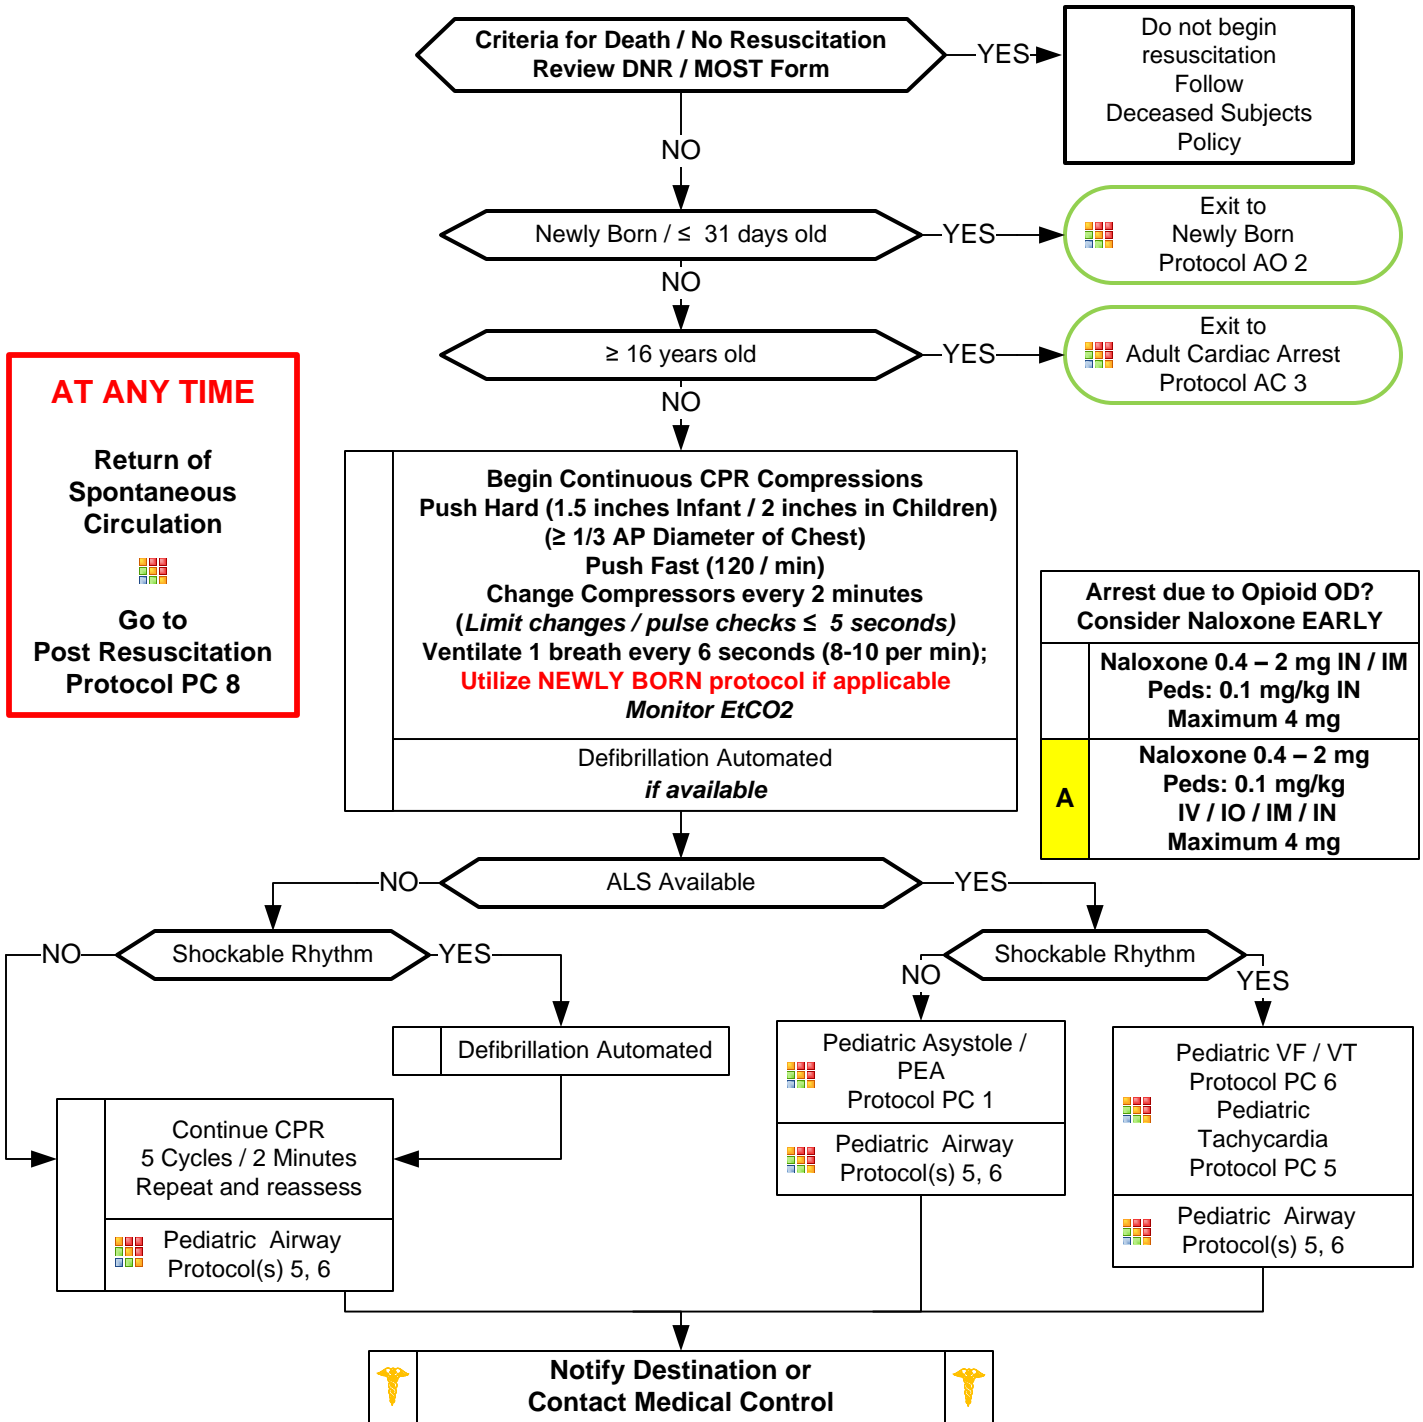 Criteria for Death / No Resuscitation
Review DNR / MOST Form
YES
Do not begin
resuscitation
Follow
Deceased Subjects
Policy
NO
Newly Born / ≤ 31 days old
YES
Exit to
Newly Born
Protocol AO 2
NO
≥ 16 years old
YES
Exit to
Adult Cardiac Arrest
Protocol AC 3
NO
AT ANY TIME
Return of
Spontaneous
Circulation
Go to
Post Resuscitation
Protocol PC 8
Begin Continuous CPR Compressions
Push Hard (1.5 inches Infant / 2 inches in Children)
(≥ 1/3 AP Diameter of Chest)
Push Fast (120 / min)
Change Compressors every 2 minutes
(Limit changes / pulse checks ≤ 5 seconds)
Ventilate 1 breath every 6 seconds (8-10 per min);
Utilize NEWLY BORN protocol if applicable
Monitor EtCO2
Defibrillation Automated
if available
Arrest due to Opioid OD?
Consider Naloxone EARLY
Naloxone 0.4 – 2 mg IN / IM
Peds: 0.1 mg/kg IN
Maximum 4 mg
A
Naloxone 0.4 – 2 mg
Peds: 0.1 mg/kg
IV / IO / IM / IN
Maximum 4 mg
NO
ALS Available
YES
NO
Shockable Rhythm
YES
Shockable Rhythm
NO
YES
Defibrillation Automated
Continue CPR
5 Cycles / 2 Minutes
Repeat and reassess
Pediatric Airway
Protocol(s) 5, 6
Pediatric Asystole /
PEA
Protocol PC 1
Pediatric Airway
Protocol(s) 5, 6
Pediatric VF / VT
Protocol PC 6
Pediatric
Tachycardia
Protocol PC 5
Pediatric Airway
Protocol(s) 5, 6
Notify Destination or
Contact Medical Control